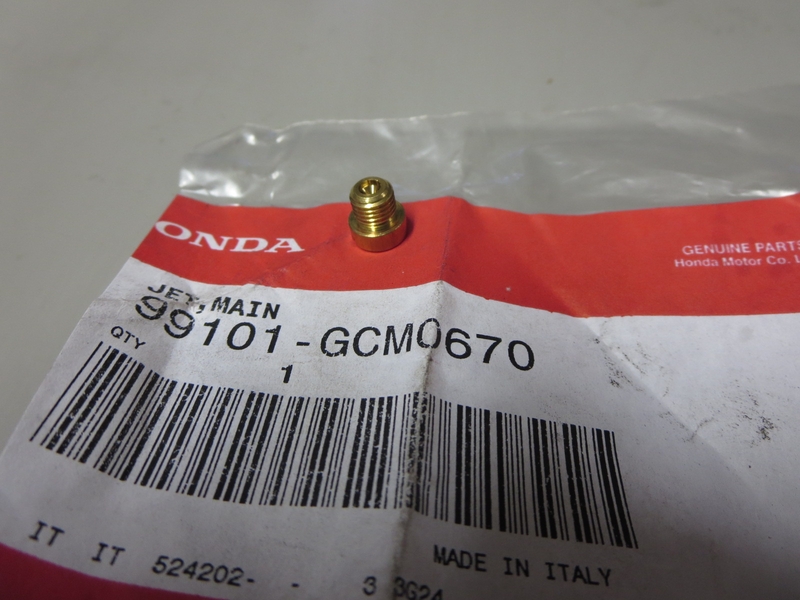 ONDA
GENUINE PARTS
Honda Motor Co. L
JET,MAIN
99101-GCM0670
QTY
1
MADE IN ITALY
IT IT 524202- - 3 3G24